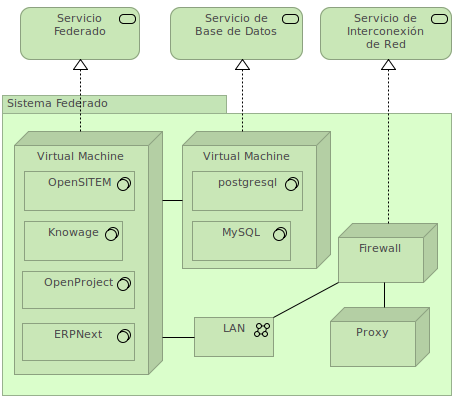 Servicio
Federado
Servicio de
Base de Datos
Servicio de
Interconexión
de Red
Sistema Federado
Virtual Machine
OpenSITEM
Knowage
OpenProject
ERPNext
Virtual Machine
postgresql
MySQL
LAN
Firewall
Proxy